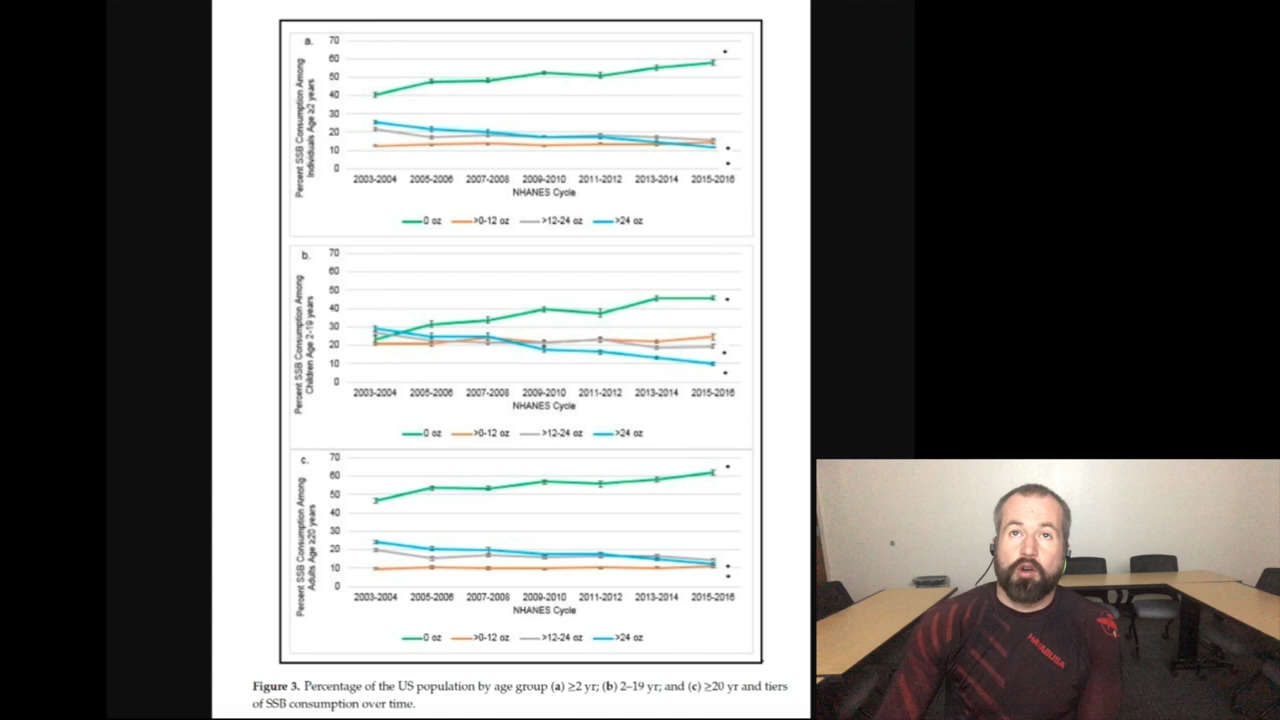 a.
Percent SSB Consumption Among
Individuals Age ≥2 years
70
60
50
40
30
20
10
0
2003-2004 2005-2006 2007-2008 2009-2010 2011-2012 2013-2014 2015-2016
NHANES Cycle
0 oz >0-12 oz >12-24 oz >24 oz
b.
Percent SSB Consumption Among
Children Age 2-19 years
70
60
50
40
30
20
10
0
2003-2004 2005-2006 2007-2008 2009-2010 2011-2012 2013-2014 2015-2016
NHANES Cycle
0 oz >0-12 oz >12-24 oz >24 oz
c.
Percent SSB Consumption Among
Adults Age ≥20 years
70
60
50
40
30
20
10
0
2003-2004 2005-2006 2007-2008 2009-2010 2011-2012 2013-2014 2015-2016
NHANES Cycle
0 oz >0-12 oz >12-24 oz >24 oz
Figure 3. Percentage of the US population by age group (a) ≥2 yr; (b) 2–19 yr; and (c) ≥20 yr and tiers
of SSB consumption over time.
HAYABUSA